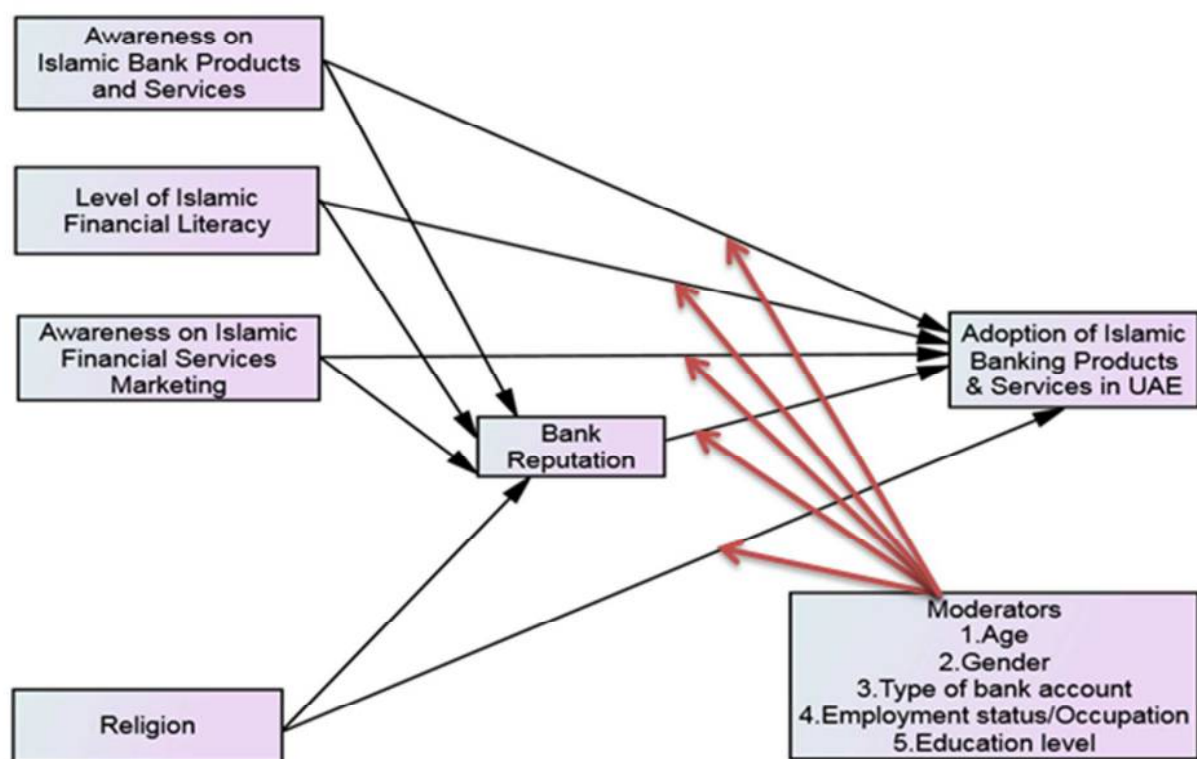 Awareness on
Islamic Bank Products
and Services
Level of Islamic
Financial Literacy
Awareness on Islamic
Financial Services
Marketing
Adoption of Islamic
Banking Products
& Services in UAE
Bank
Reputation
Religion
Moderators
1.Age
2.Gender
3.Type of bank account
4.Employment status/Occupation
5.Education level